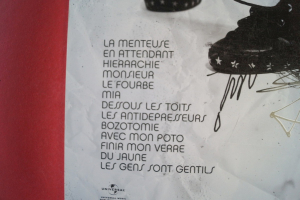 LA MENTEUSE
EN ATTENDANT
HIERARCHIE
MONSIEUR
LE FOURBE
MIA
DESSOUS LES TOITS
LES ANTIDEPRESSEURS
BOZOTOMIE
AVEC MON POTO
FINIR MON VERRE
DU JAUNE
LES GENS SONT GENTILS
UNIVERSAL